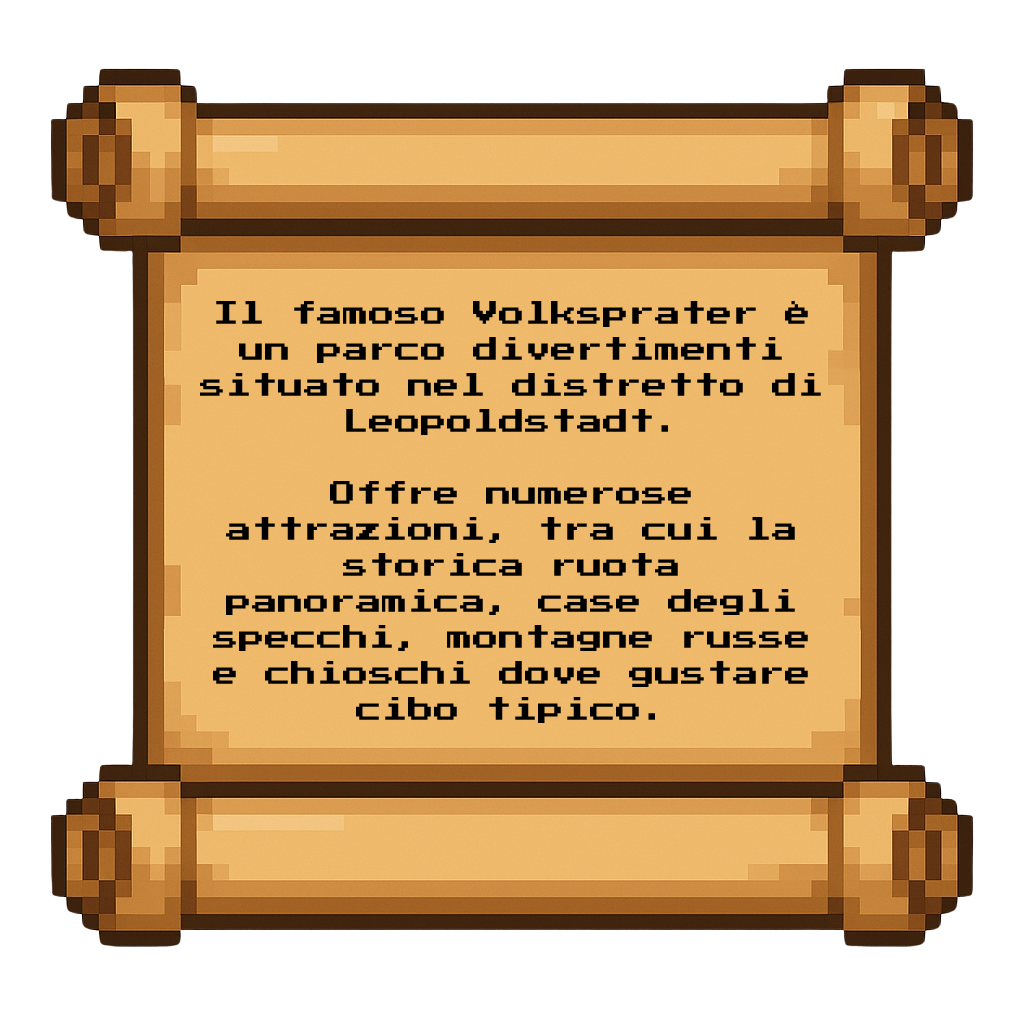 Il famoso Volksprater è
un parco divertimenti
situato nel distretto di
Leopoldstadt.
Offre numerose
attrazioni, tra cui la
storica ruota
panoramica, case degli
specchi, montagne russe
e chioschi dove gustare
cibo tipico.